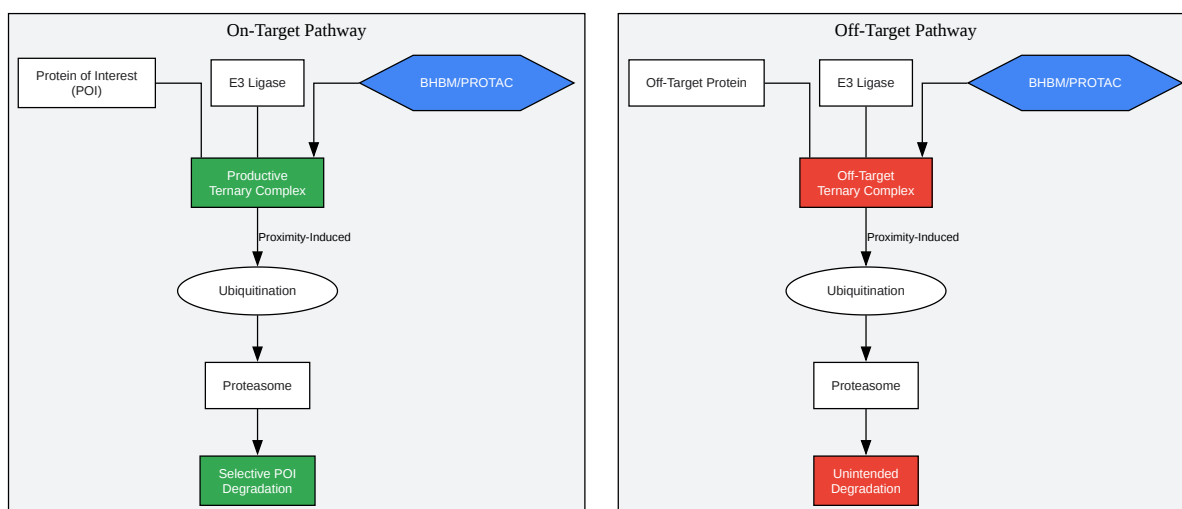 On-Target Pathway
Protein of Interest
(POI)
E3 Ligase
BHBM/PROTAC
Productive
Ternary Complex
Proximity-Induced
Ubiquitination
Proteasome
Selective POI
Degradation
Off-Target Pathway
Off-Target Protein
E3 Ligase
BHBM/PROTAC
Off-Target
Ternary Complex
Proximity-Induced
Ubiquitination
Proteasome
Unintended
Degradation